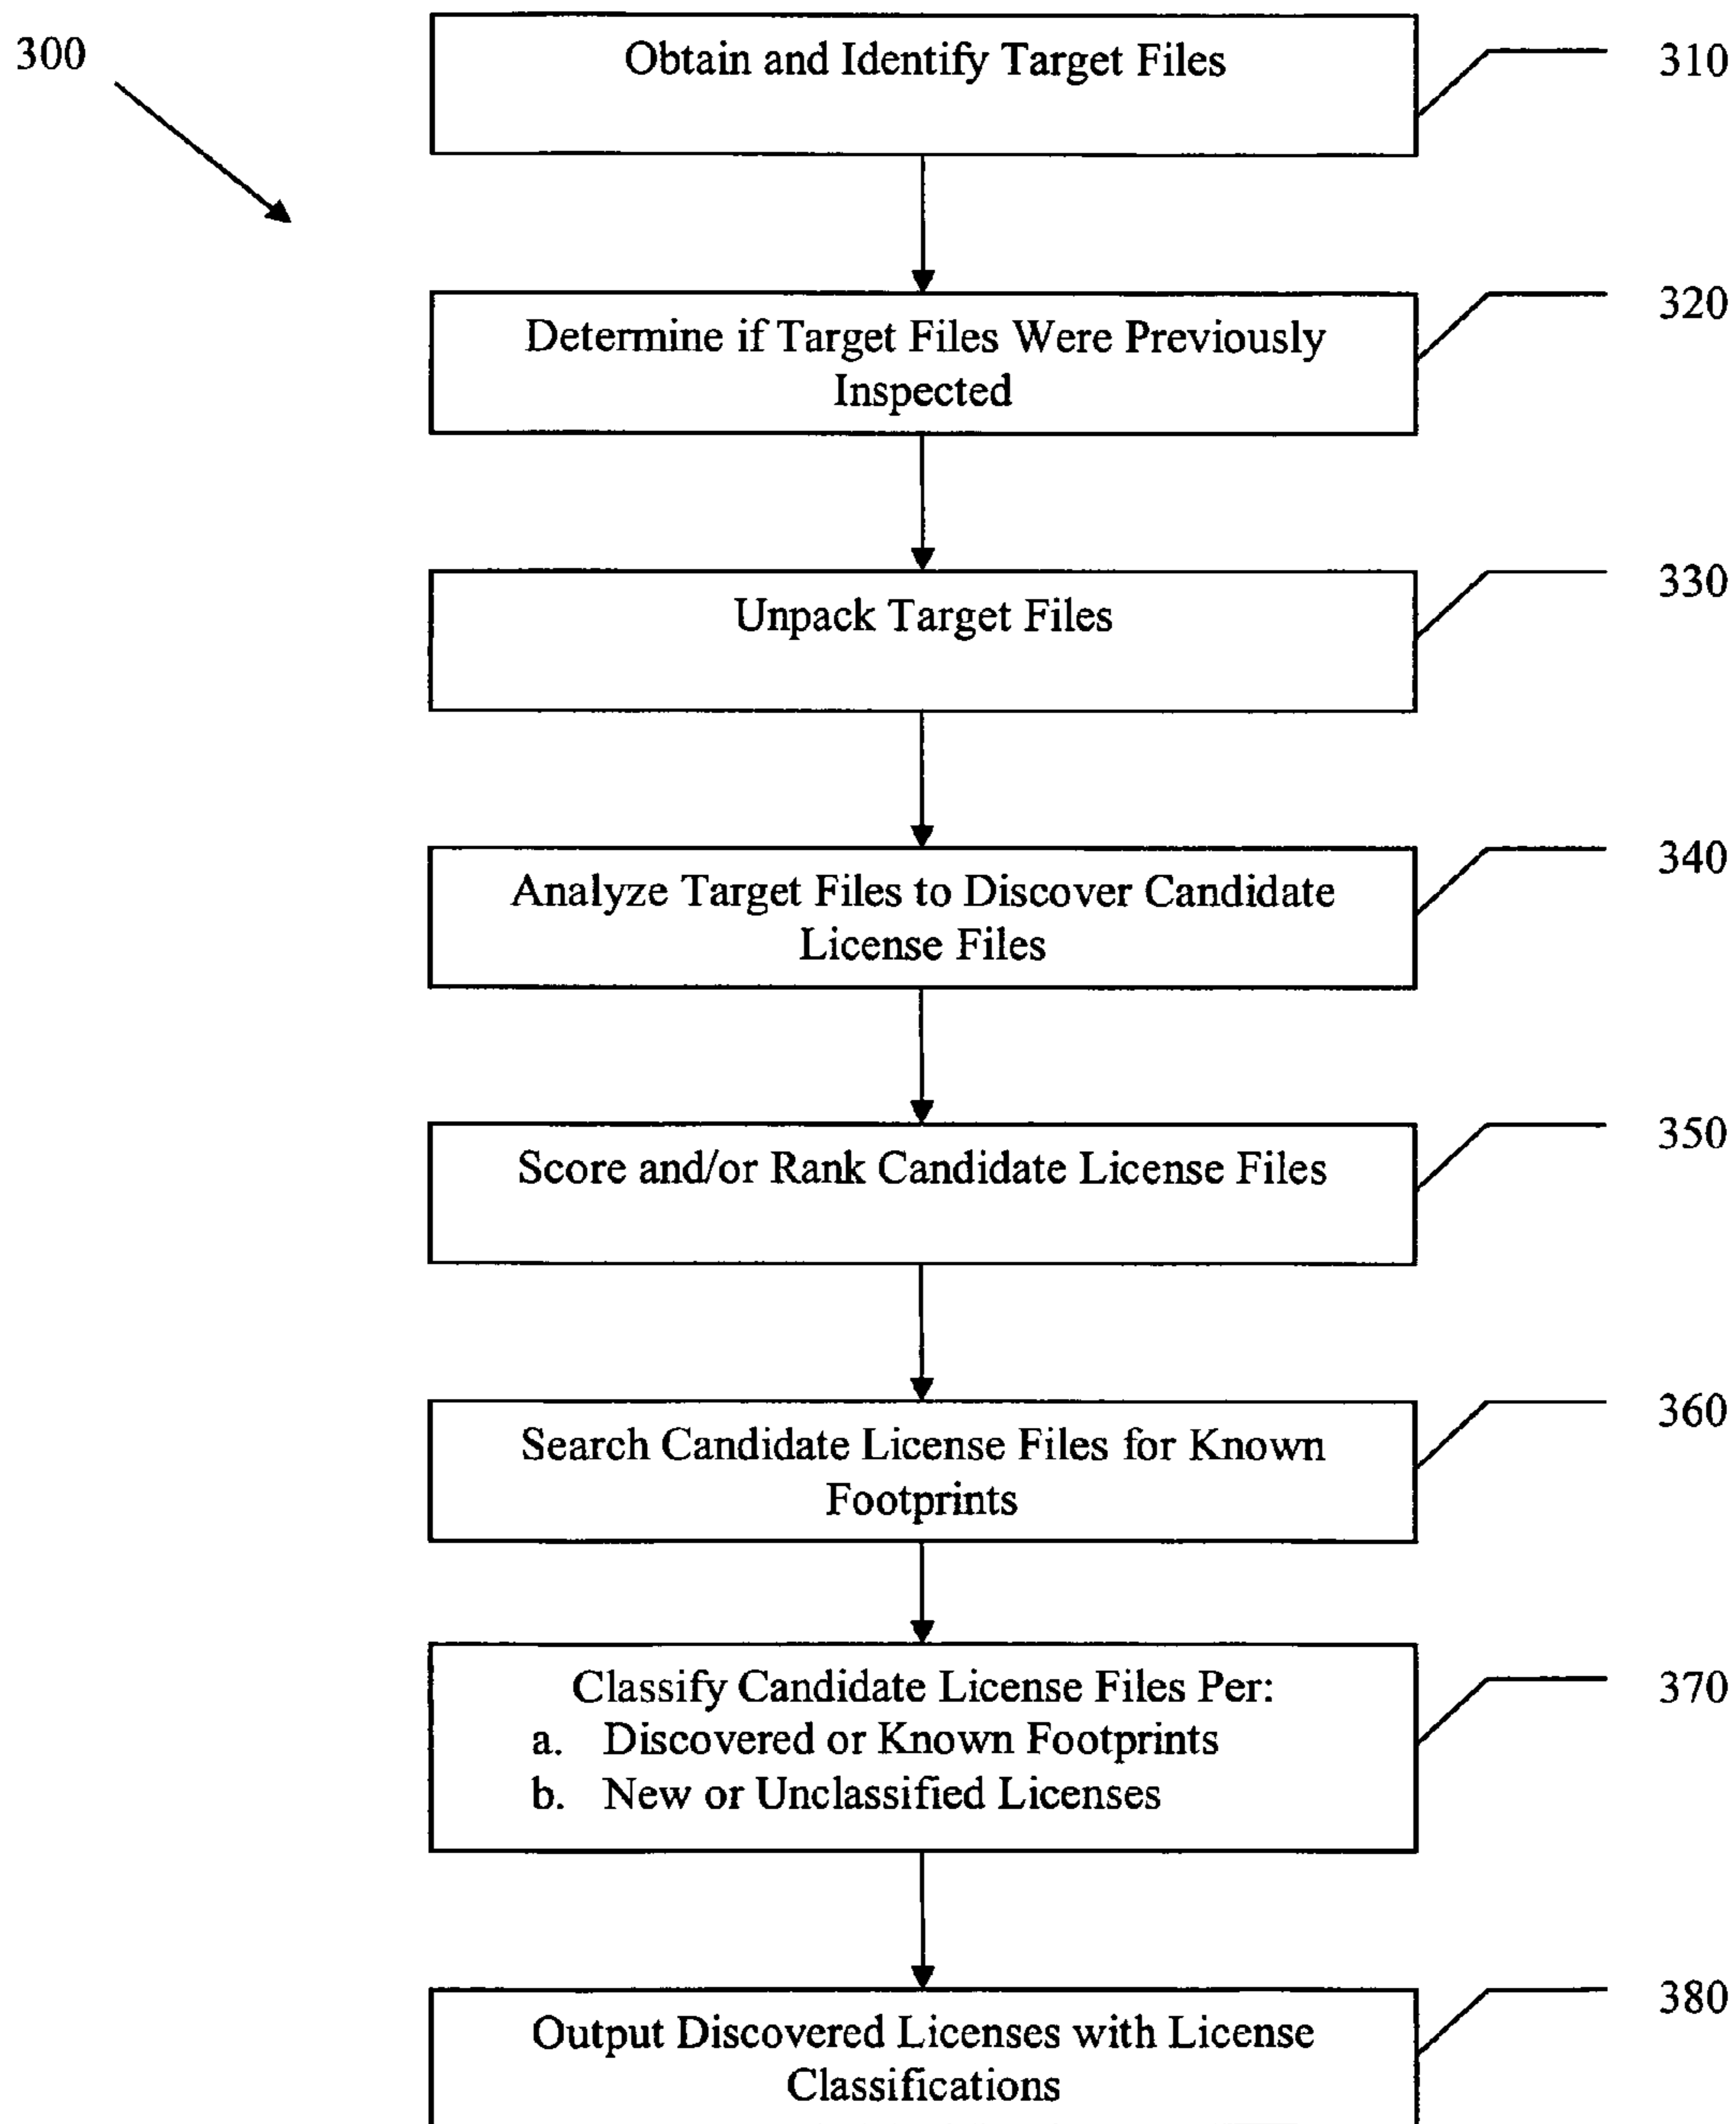 300
Obtain and Identify Target Files
310
Determine if Target Files Were Previously
Inspected
320
Unpack Target Files
330
Analyze Target Files to Discover Candidate
License Files
340
Score and/or Rank Candidate License Files
350
Search Candidate License Files for Known
Footprints
360
Classify Candidate License Files Per:
a. Discovered or Known Footprints
b. New or Unclassified Licenses
370
Output Discovered Licenses with License
Classifications
380